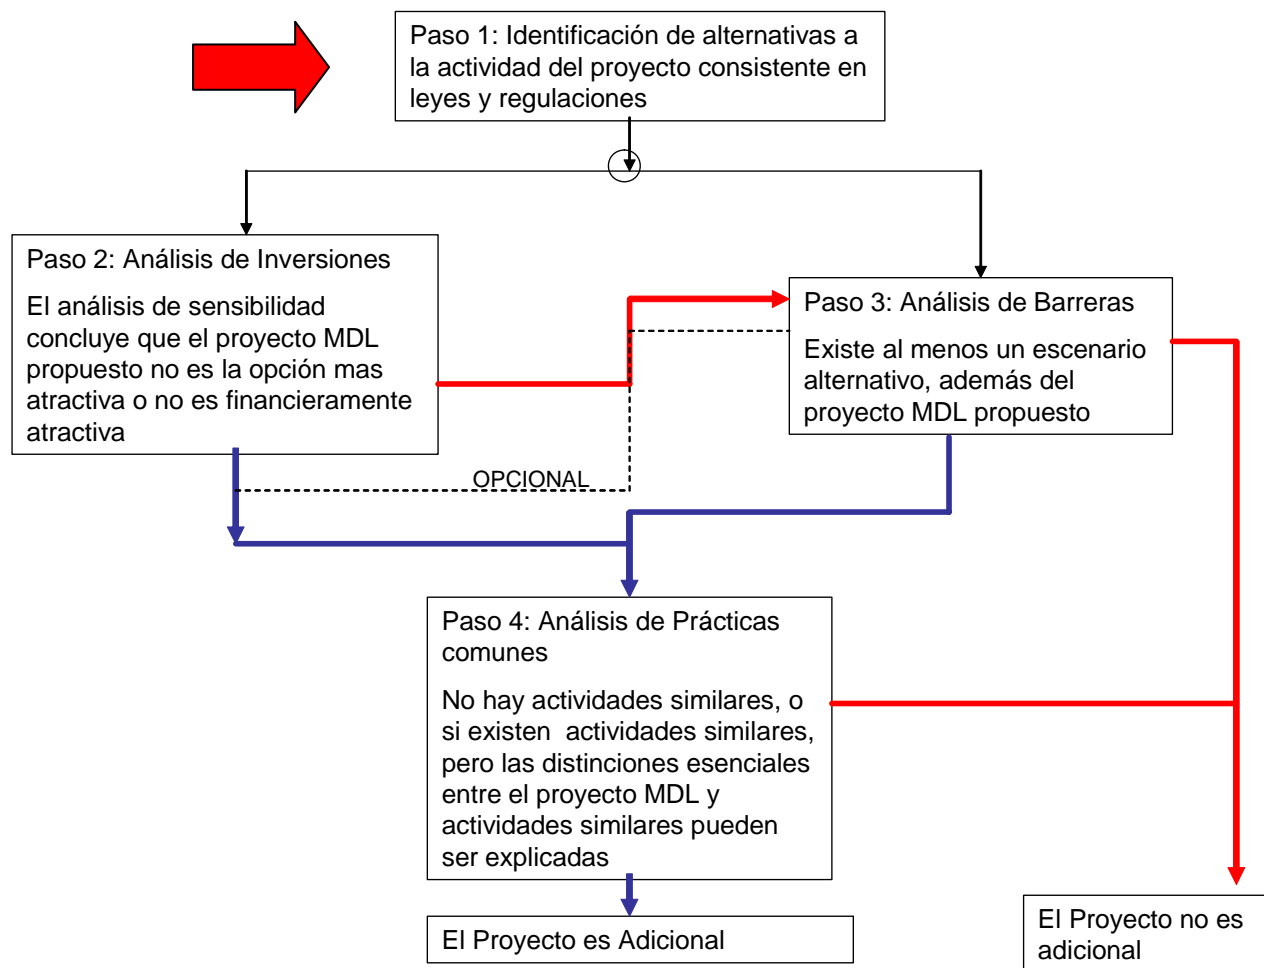 Paso 1: Identificación de alternativas a
la actividad del proyecto consistente en
leyes y regulaciones
Paso 2: Análisis de Inversiones
El análisis de sensibilidad
concluye que el proyecto MDL
propuesto no es la opción mas
atractiva o no es financieramente
atractiva
Paso 3: Análisis de Barreras
Existe al menos un escenario
alternativo, además del
proyecto MDL propuesto
OPCIONAL
Paso 4: Análisis de Prácticas
comunes
No hay actividades similares, o
si existen actividades similares,
pero las distinciones esenciales
entre el proyecto MDL y
actividades similares pueden
ser explicadas
El Proyecto es Adicional
El Proyecto no es
adicional